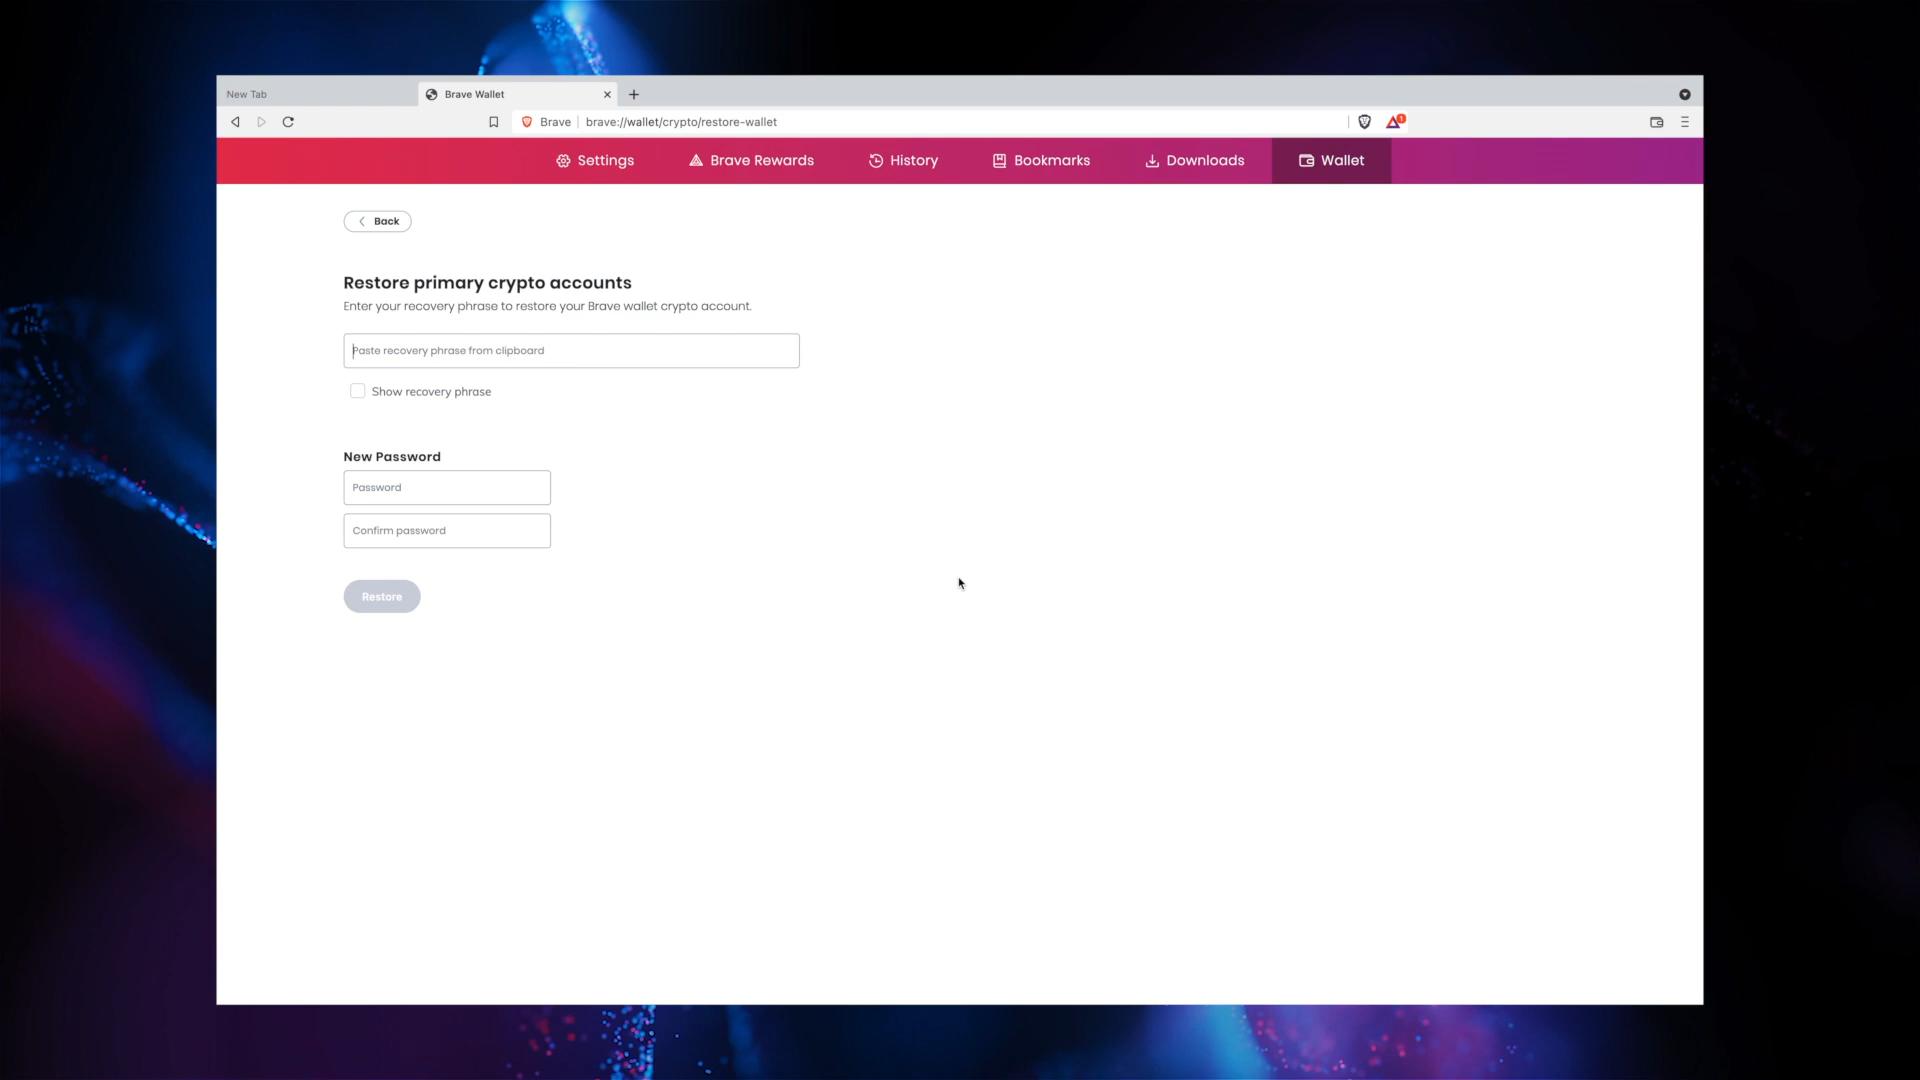 New Tab
Brave Wallet
Brave
brave://wallet/crypto/restore-wallet
1
Settings
Brave Rewards
History
Bookmarks
Downloads
Wallet
Back
Restore primary crypto accounts
Enter your recovery phrase to restore your Brave wallet crypto account.
Paste recovery phrase from clipboard
Show recovery phrase
New Password
Password
Confirm password
Restore